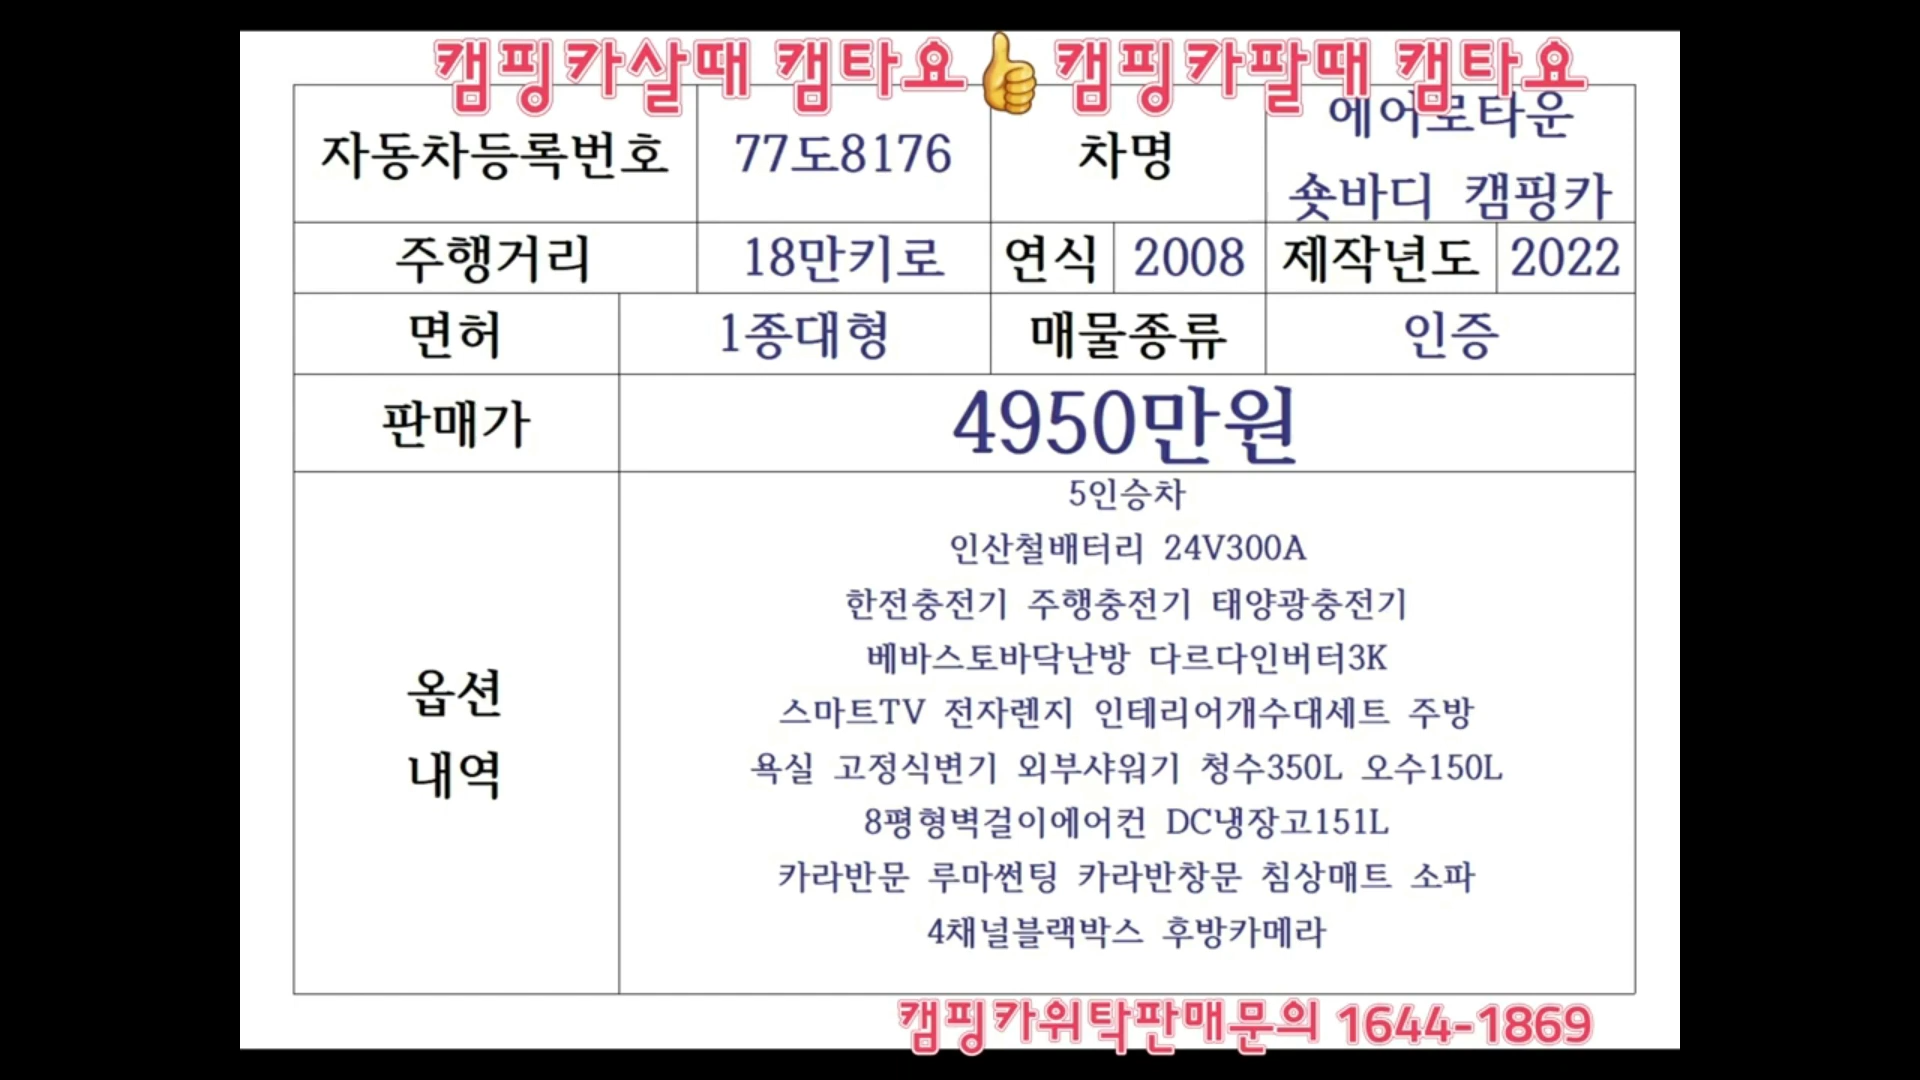 캠핑카살때 캠타요👍캠핑카팔때 캠타요
자동차등록번호 77도8176 차명 에어로타운
숏바디 캠핑카
주행거리 18만키로 연식 2008 제작년도 2022
면허 1종대형 매물종류 인증
판매가 4950만원
옵션
내역
5인승차
인산철배터리 24V300A
한전충전기 주행충전기 태양광충전기
베바스토바닥난방 다르다인버터3K
스마트TV 전자렌지 인테리어개수대세트 주방
욕실 고정식변기 외부샤워기 청수350L 오수150L
8평형벽걸이에어컨 DC냉장고151L
카라반문 루마썬팅 카라반창문 침상매트 소파
4채널블랙박스 후방카메라
캠핑카위탁판매문의 1644-1869